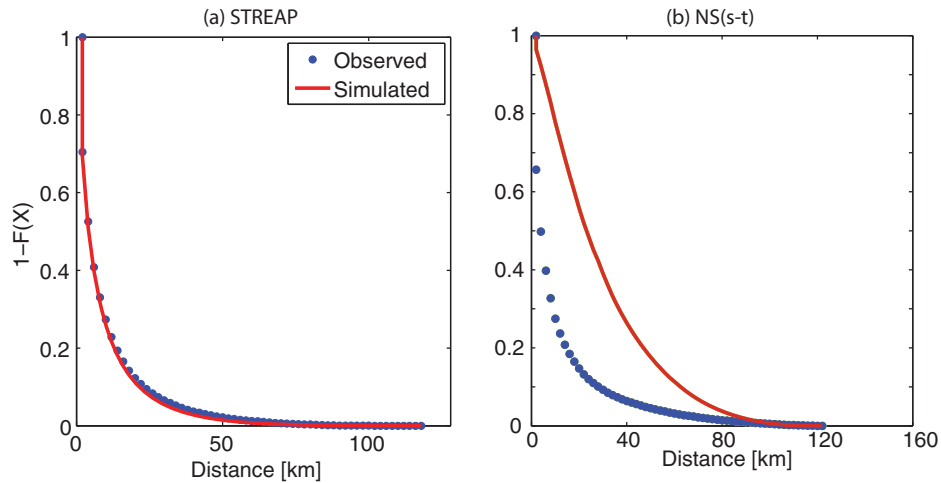 (a) STREAP
(b) NS(s-t)
1
0.8
0.6
0.4
0.2
0
1−F(X)
Observed
Simulated
0
50
100
Distance [km]
1
0.8
0.6
0.4
0.2
0
1−F(X)
0
40
80
120
160
Distance [km]